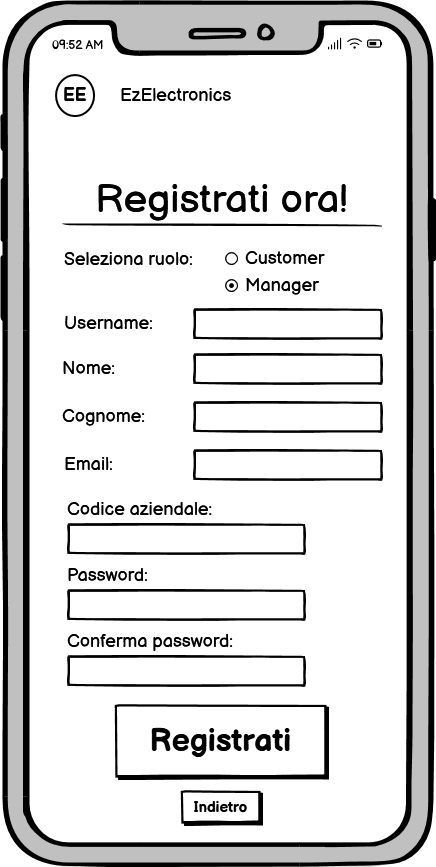 09:52 AM
EE EzElectronics
Registrati ora!
Seleziona ruolo: Customer
Manager
Username:
Nome:
Cognome:
Email:
Codice aziendale:
Password:
Conferma password:
Registrati
Indietro